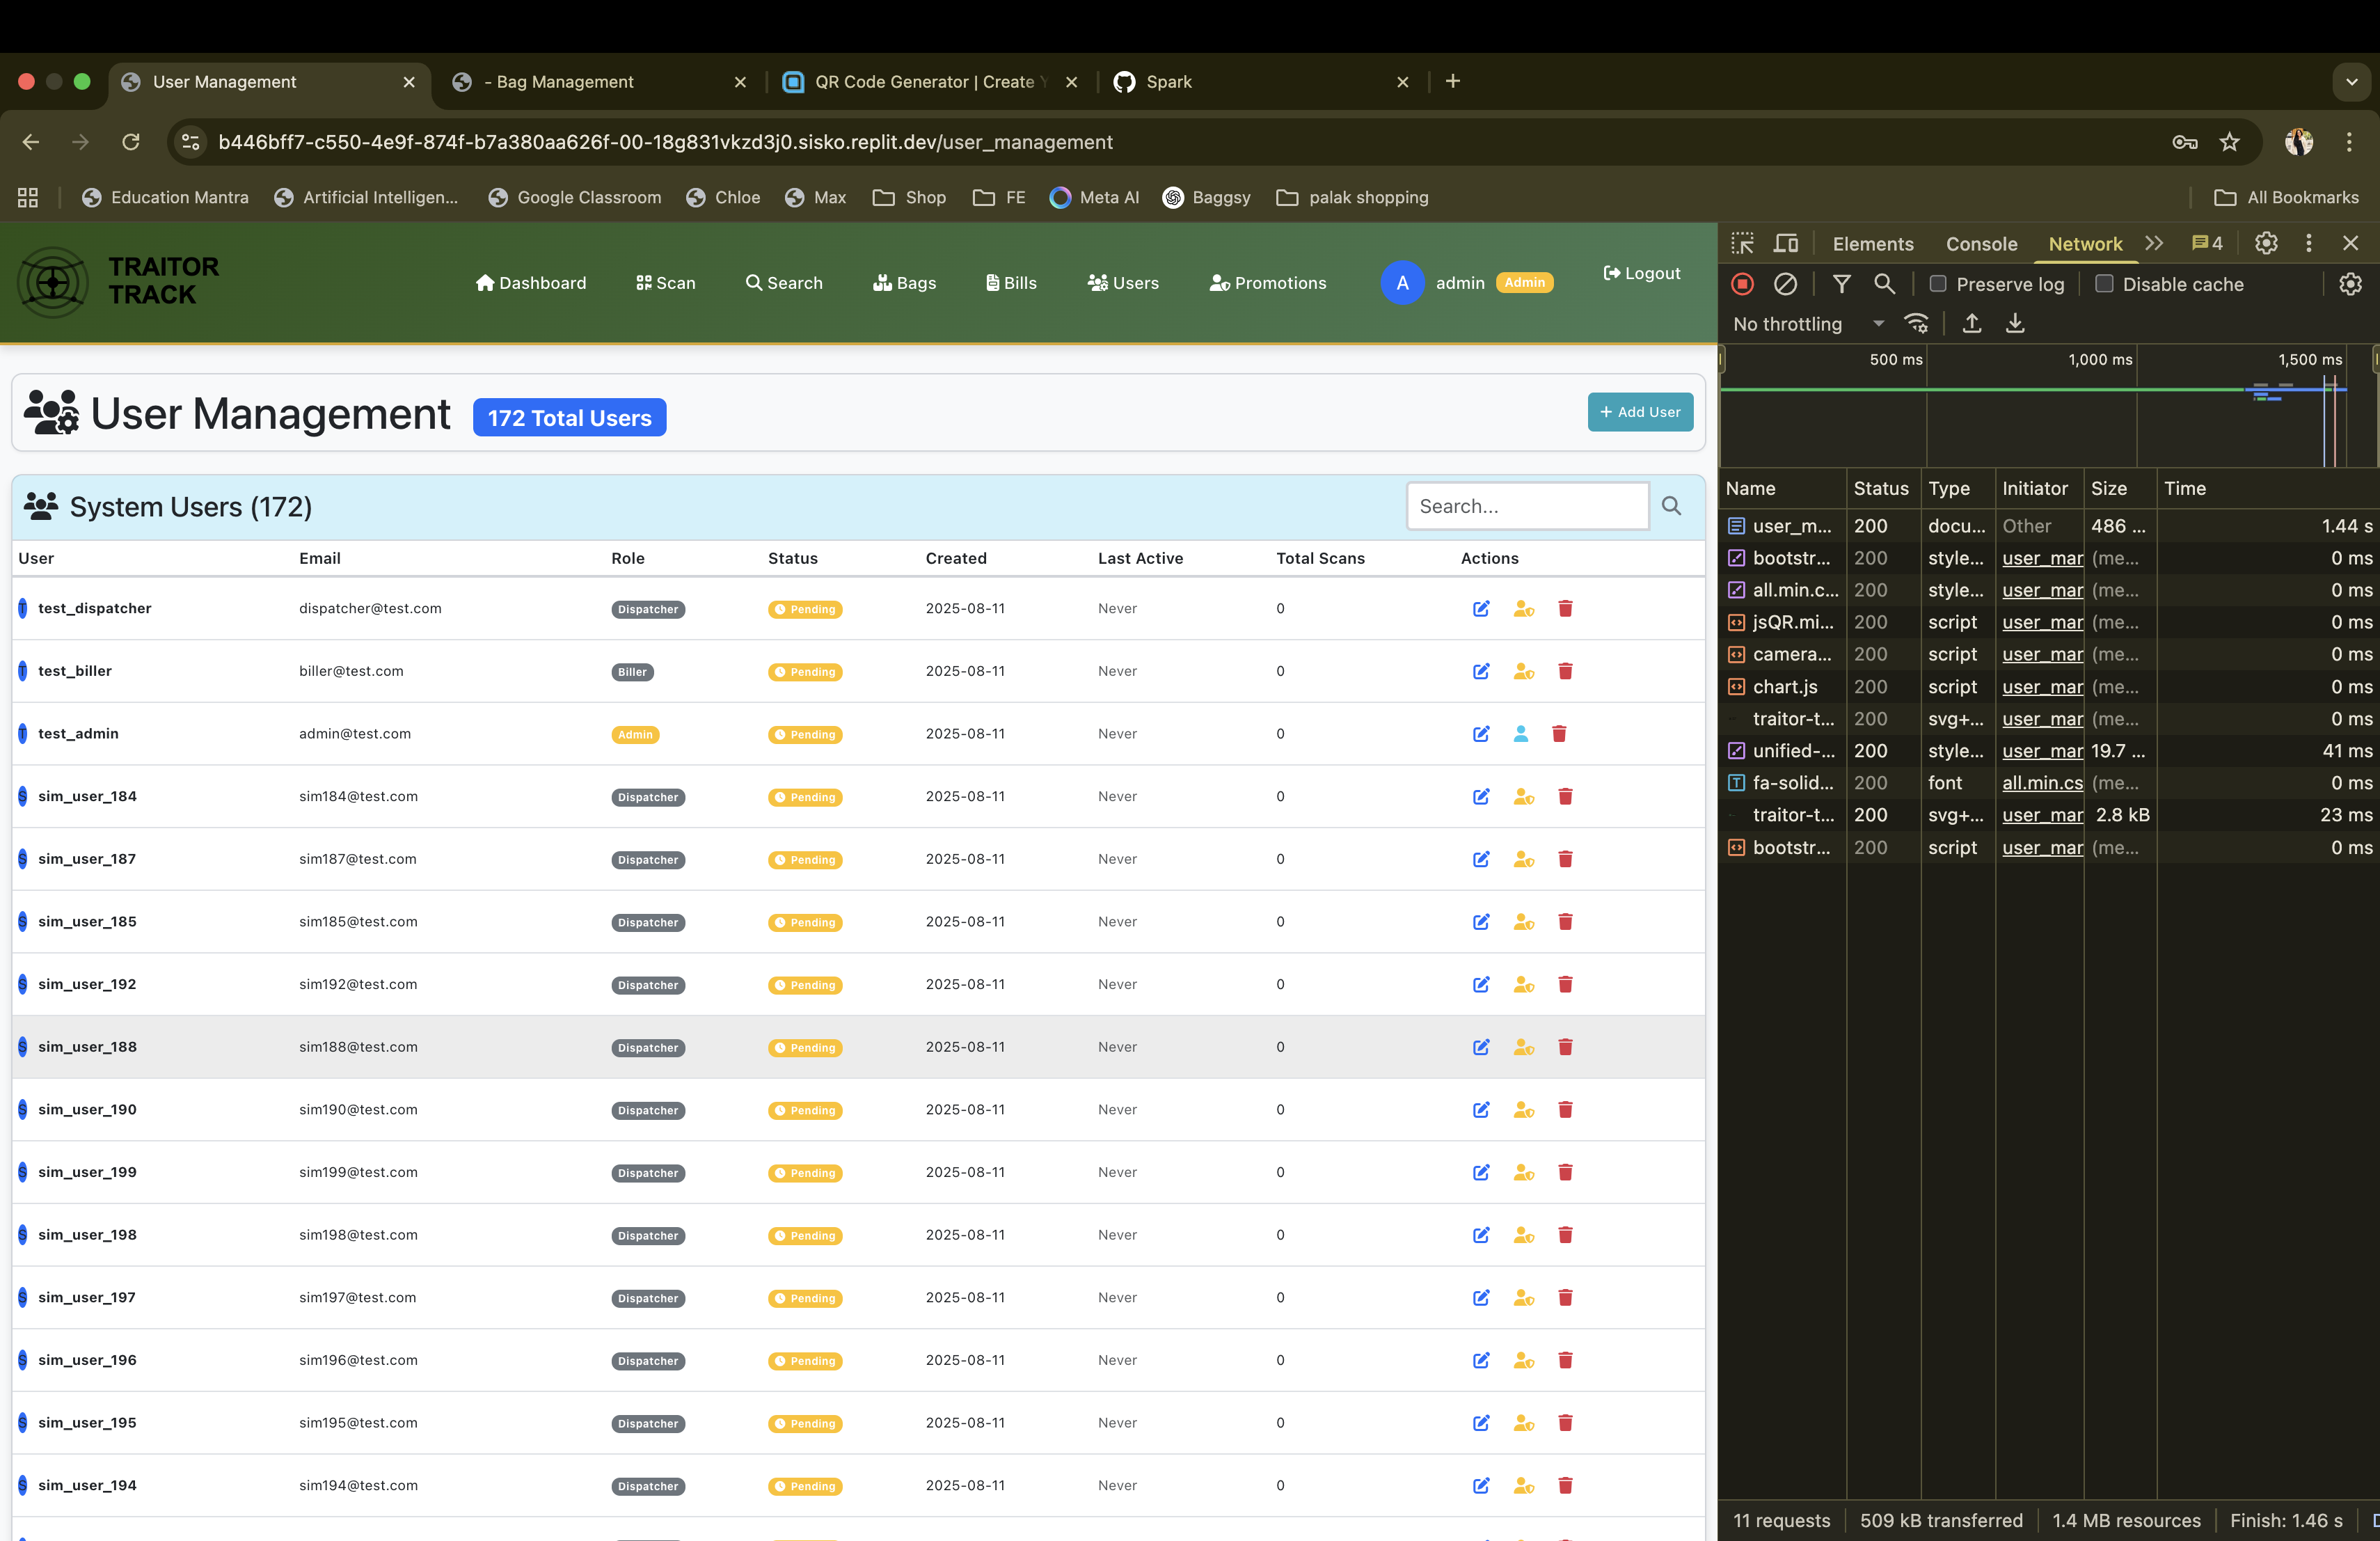 User Management
- Bag Management
QR Code Generator | Create Y
Spark
b446bff7-c550-4e9f-874f-b7a380aa626f-00-18g831vkzd3j0.sisko.replit.dev/user_management
Education Mantra
Artificial Intelligen...
Google Classroom
Chloe
Max
Shop
FE
Meta AI
Baggsy
palak shopping
All Bookmarks
TRAITOR
TRACK
Dashboard
Scan
Search
Bags
Bills
Users
Promotions
A
admin
Admin
Logout
User Management
172 Total Users
+ Add User
System Users (172)
Search...
User Email Role Status Created Last Active Total Scans Actions
T test_dispatcher dispatcher@test.com Dispatcher Pending 2025-08-11 Never 0
T test_biller biller@test.com Biller Pending 2025-08-11 Never 0
T test_admin admin@test.com Admin Pending 2025-08-11 Never 0
S sim_user_184 sim184@test.com Dispatcher Pending 2025-08-11 Never 0
S sim_user_187 sim187@test.com Dispatcher Pending 2025-08-11 Never 0
S sim_user_185 sim185@test.com Dispatcher Pending 2025-08-11 Never 0
S sim_user_192 sim192@test.com Dispatcher Pending 2025-08-11 Never 0
S sim_user_188 sim188@test.com Dispatcher Pending 2025-08-11 Never 0
S sim_user_190 sim190@test.com Dispatcher Pending 2025-08-11 Never 0
S sim_user_199 sim199@test.com Dispatcher Pending 2025-08-11 Never 0
S sim_user_198 sim198@test.com Dispatcher Pending 2025-08-11 Never 0
S sim_user_197 sim197@test.com Dispatcher Pending 2025-08-11 Never 0
S sim_user_196 sim196@test.com Dispatcher Pending 2025-08-11 Never 0
S sim_user_195 sim195@test.com Dispatcher Pending 2025-08-11 Never 0
S sim_user_194 sim194@test.com Dispatcher Pending 2025-08-11 Never 0
Elements
Console
Network
4
Preserve log
Disable cache
No throttling
500 ms 1,000 ms 1,500 ms
Name Status Type Initiator Size Time
user_m... 200 docu... Other 486 ... 1.44 s
bootstr... 200 style... user_mar (me... 0 ms
all.min.c... 200 style... user_mar (me... 0 ms
jsQR.mi... 200 script user_mar (me... 0 ms
camera... 200 script user_mar (me... 0 ms
chart.js 200 script user_mar (me... 0 ms
traitor-t... 200 svg+... user_mar (me... 0 ms
unified-... 200 style... user_mar 19.7 ... 41 ms
fa-solid... 200 font all.min.cs (me... 0 ms
traitor-t... 200 svg+... user_mar 2.8 kB 23 ms
bootstr... 200 script user_mar (me... 0 ms
11 requests 509 kB transferred 1.4 MB resources Finish: 1.46 s